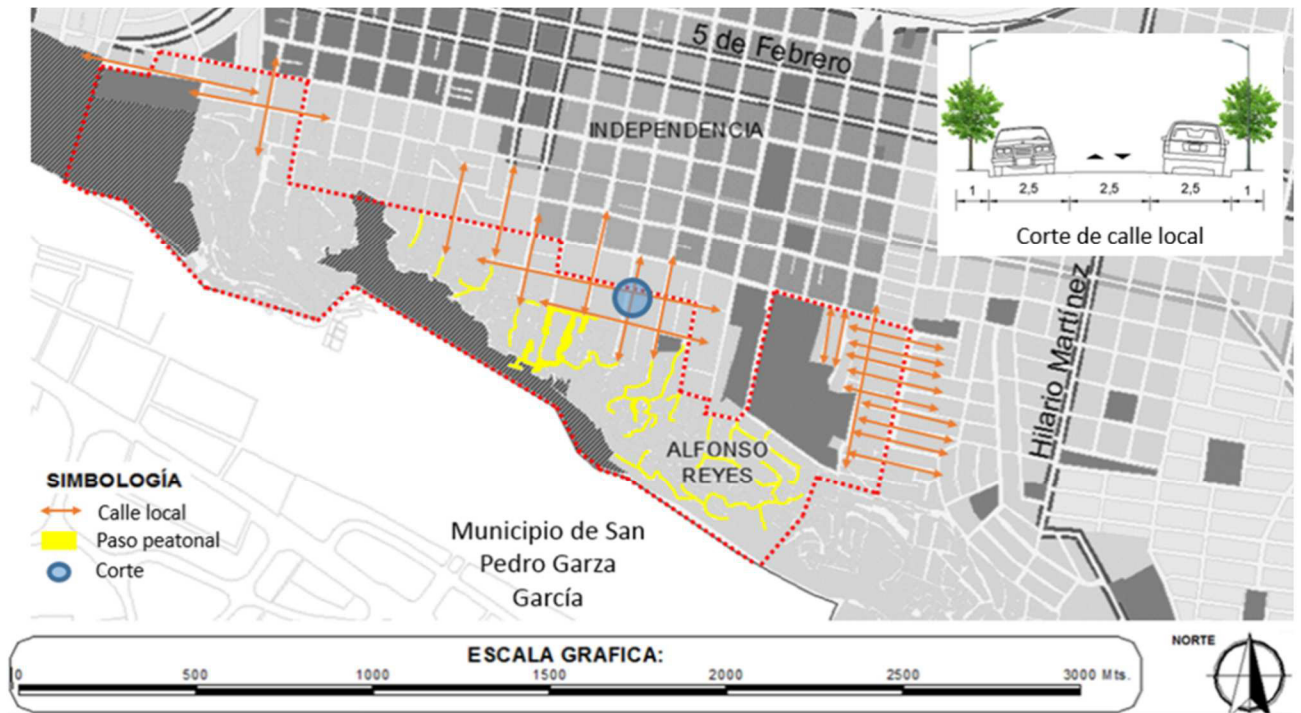 5 de Febrero
INDEPENDENCIA
1 2,5 2,5 2,5 1
Corte de calle local
Hilario Martínez
ALFONSO
REYES
SIMBOLOGÍA
Calle local
Paso peatonal
Corte
Municipio de San
Pedro Garza
García
ESCALA GRAFICA:
0 500 1000 1500 2000 2500 3000 Mts.
NORTE